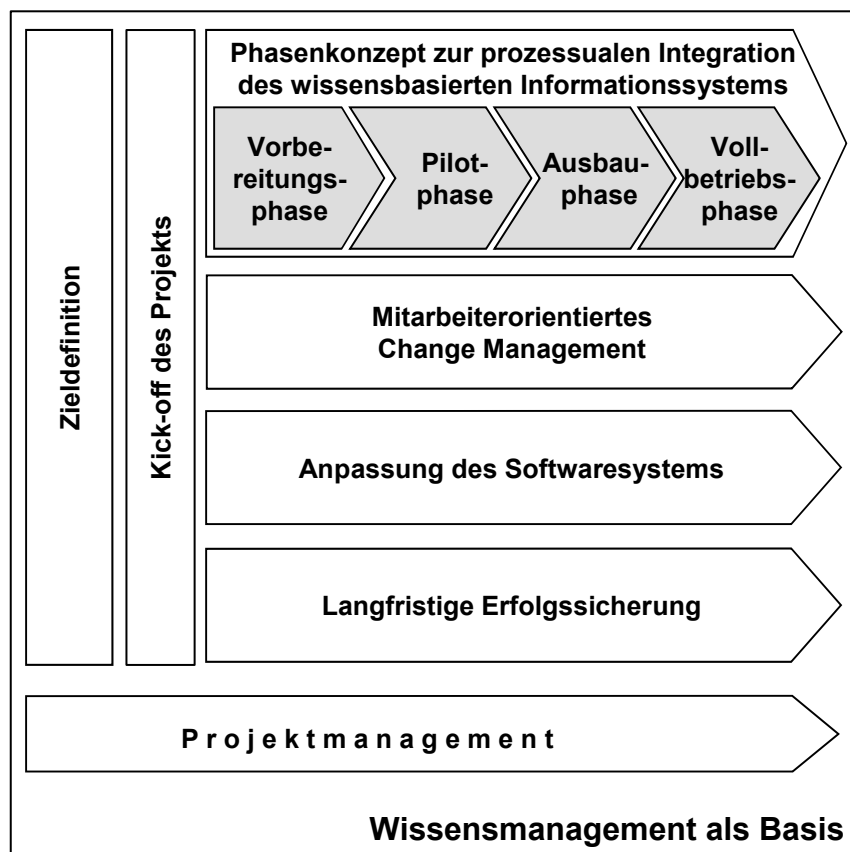 Zieldefinition
Kick-off des Projekts
Phasenkonzept zur prozessualen Integration
des wissensbasierten Informationssystems
Vorbe-
reitungs-
phase
Pilot-
phase
Ausbau-
phase
Voll-
betriebs-
phase
Mitarbeiterorientiertes
Change Management
Anpassung des Softwaresystems
Langfristige Erfolgssicherung
Projektmanagement
Wissensmanagement als Basis